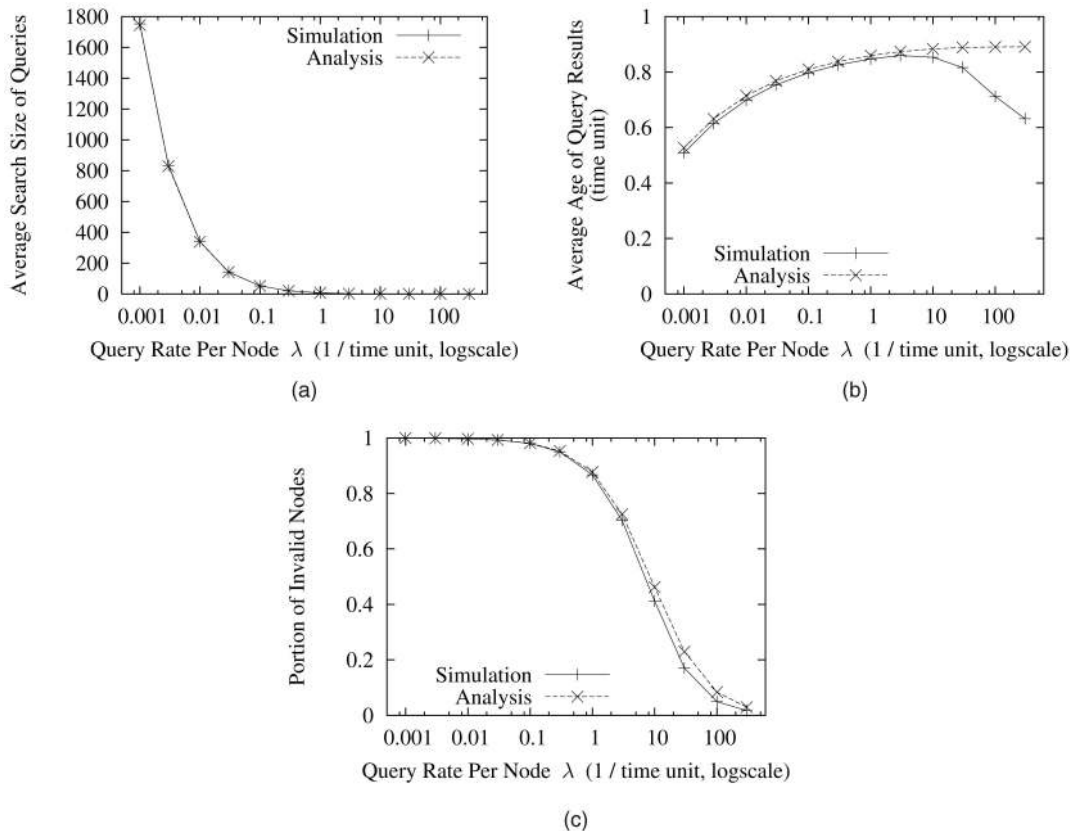 1800
1600
1400
1200
1000
800
600
400
200
0
Average Search Size of Queries
Simulation
Analysis
0.001 0.01 0.1 1 10 100
Query Rate Per Node λ (1 / time unit, logscale)
(a)
1
0.8
0.6
0.4
0.2
0
Average Age of Query Results
(time unit)
Simulation
Analysis
0.001 0.01 0.1 1 10 100
Query Rate Per Node λ (1 / time unit, logscale)
(b)
1
0.8
0.6
0.4
0.2
0
Portion of Invalid Nodes
Simulation
Analysis
0.001 0.01 0.1 1 10 100
Query Rate Per Node λ (1 / time unit, logscale)
(c)